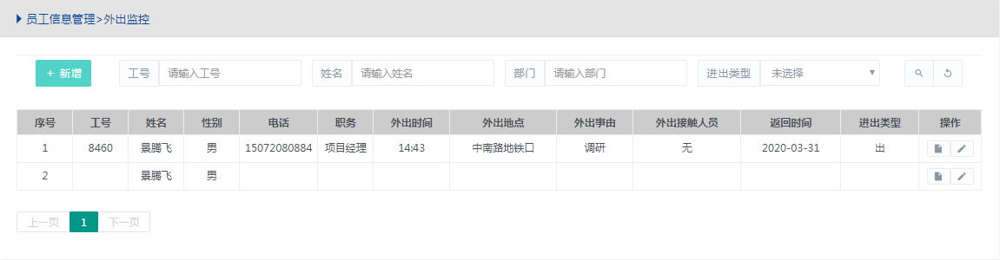 员工信息管理>外出监控
+ 新增 工号 请输入工号 姓名 请输入姓名 部门 请输入部门 进出类型 未选择
序号 工号 姓名 性别 电话 职务 外出时间 外出地点 外出事由 外出接触人员 返回时间 进出类型 操作
1 8460 景腾飞 男 15072080884 项目经理 14:43 中南路地铁口 调研 无 2020-03-31 出
2 景腾飞 男
上一页 1 下一页